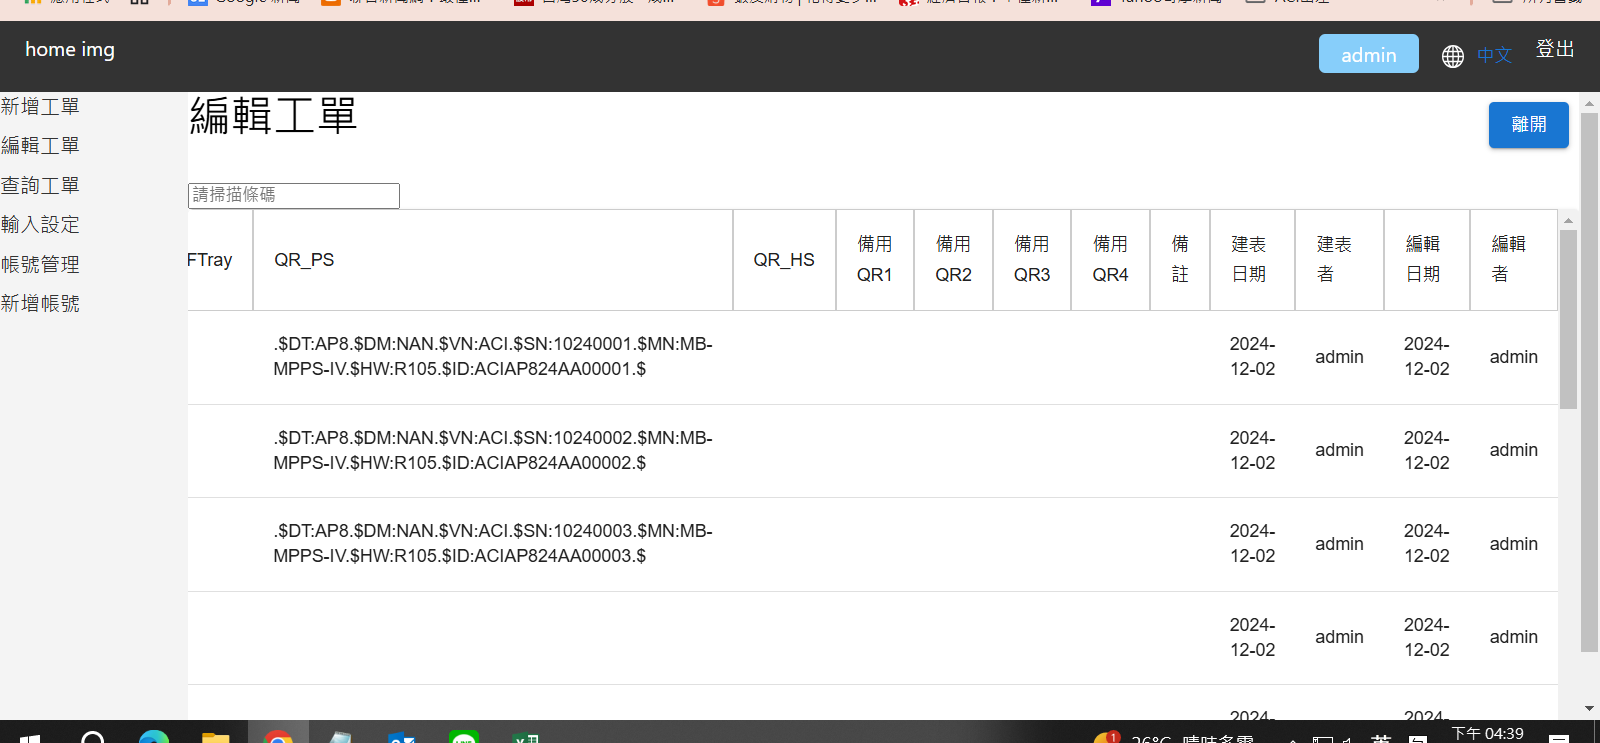 home img
admin
中文
登出
新增工單
編輯工單
查詢工單
輸入設定
帳號管理
新增帳號
編輯工單
離開
請掃描條碼
FTray QR_PS QR_HS 備用 QR1 備用 QR2 備用 QR3 備用 QR4 備註 建表日期 建表者 編輯日期 編輯者
.$DT:AP8.$DM:NAN.$VN:ACI.$SN:10240001.$MN:MB-
MPPS-IV.$HW:R105.$ID:ACIAP824AA00001.$
2024-
12-02
admin
2024-
12-02
admin
.$DT:AP8.$DM:NAN.$VN:ACI.$SN:10240002.$MN:MB-
MPPS-IV.$HW:R105.$ID:ACIAP824AA00002.$
2024-
12-02
admin
2024-
12-02
admin
.$DT:AP8.$DM:NAN.$VN:ACI.$SN:10240003.$MN:MB-
MPPS-IV.$HW:R105.$ID:ACIAP824AA00003.$
2024-
12-02
admin
2024-
12-02
admin
2024-
12-02
admin
2024-
12-02
admin
2024-
2024-
26°C 晴時多雲
英
下午 04:39